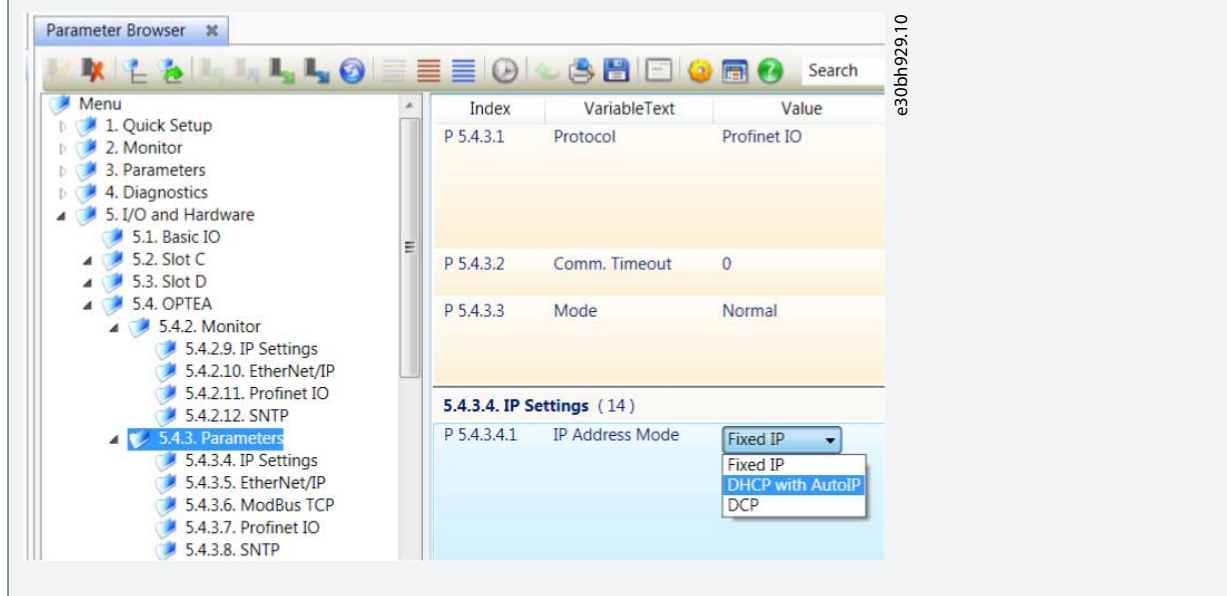 Parameter Browser
Search
e30bh929.10
Menu
1. Quick Setup
2. Monitor
3. Parameters
4. Diagnostics
5. I/O and Hardware
5.1. Basic IO
5.2. Slot C
5.3. Slot D
5.4. OPTEA
5.4.2. Monitor
5.4.2.9. IP Settings
5.4.2.10. EtherNet/IP
5.4.2.11. Profinet IO
5.4.2.12. SNTP
5.4.3. Parameters
5.4.3.4. IP Settings
5.4.3.5. EtherNet/IP
5.4.3.6. ModBus TCP
5.4.3.7. Profinet IO
5.4.3.8. SNTP
Index VariableText Value
P 5.4.3.1 Protocol Profinet IO
P 5.4.3.2 Comm. Timeout 0
P 5.4.3.3 Mode Normal
5.4.3.4. IP Settings ( 14 )
P 5.4.3.4.1 IP Address Mode Fixed IP
Fixed IP
DHCP with AutoIP
DCP